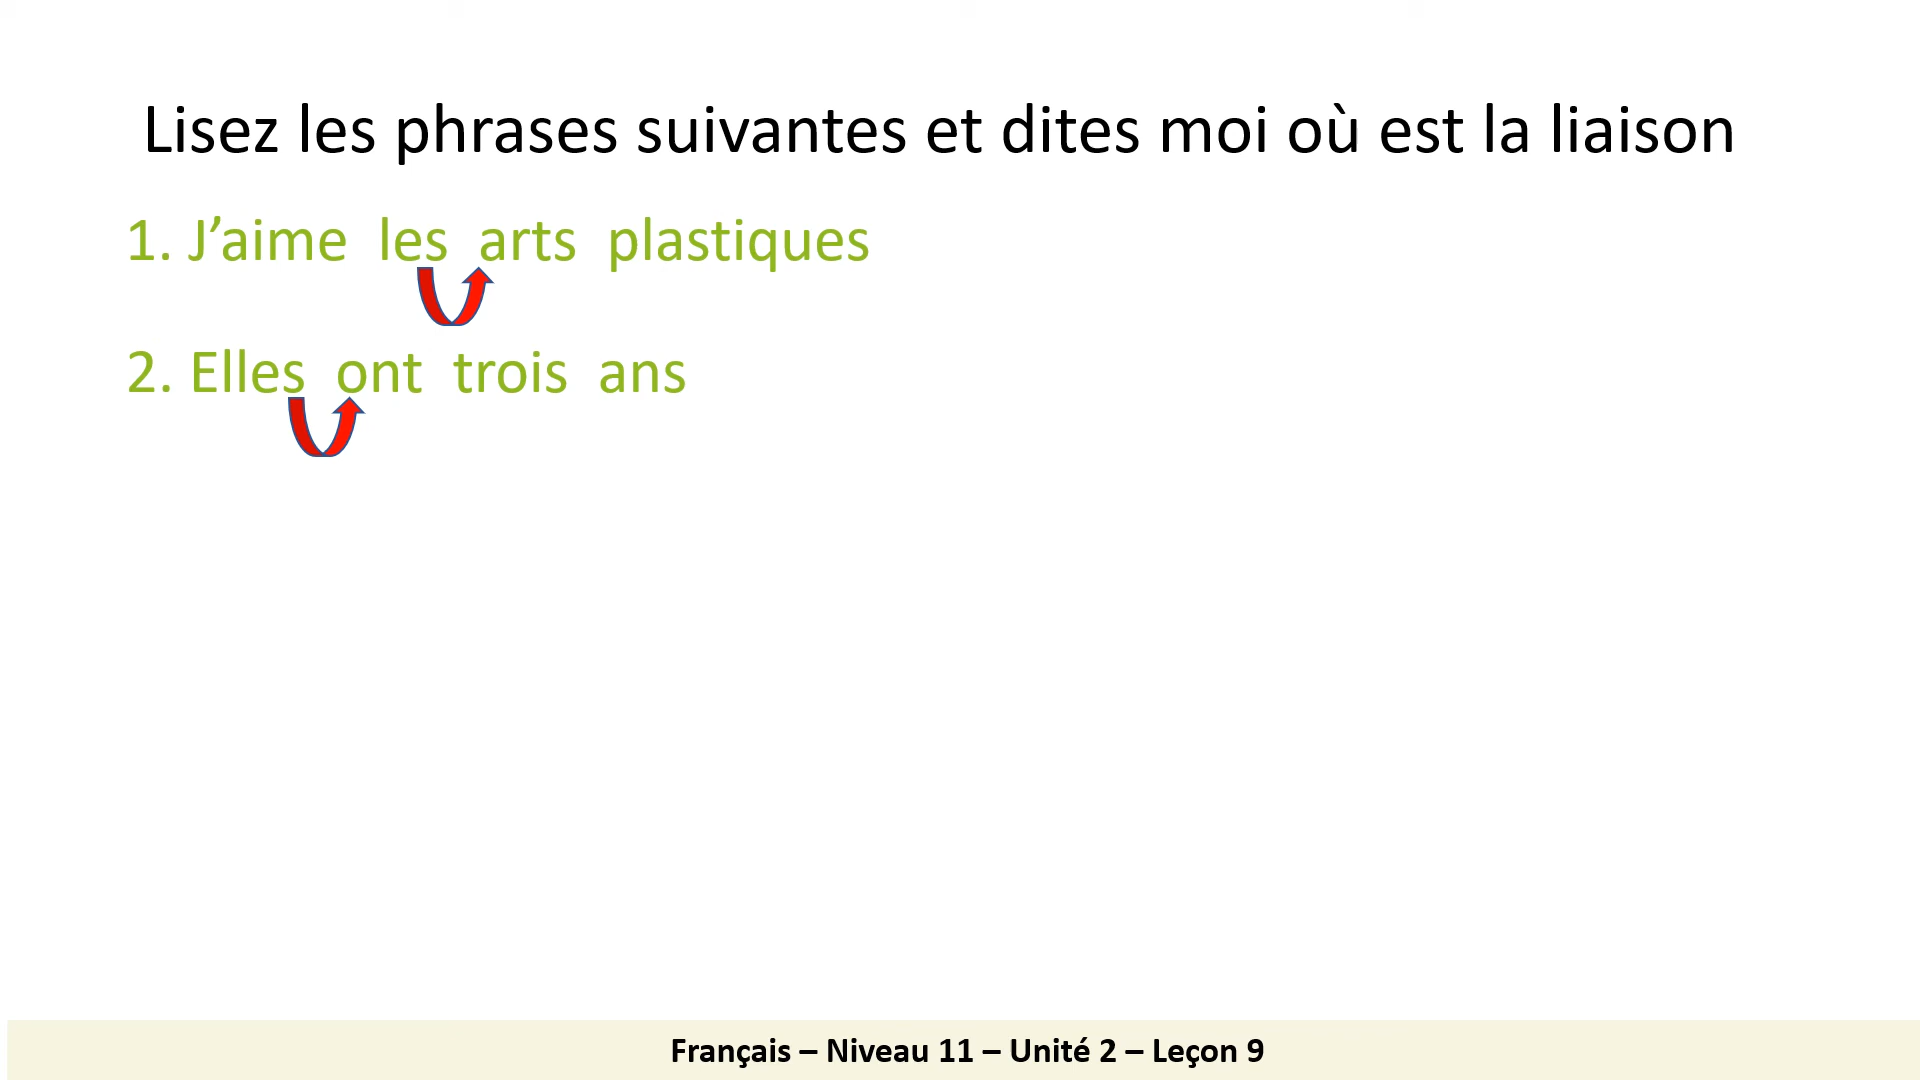 Lisez les phrases suivantes et dites moi où est la liaison
1. J’aime les arts plastiques
2. Elles ont trois ans
Français – Niveau 11 – Unité 2 – Leçon 9